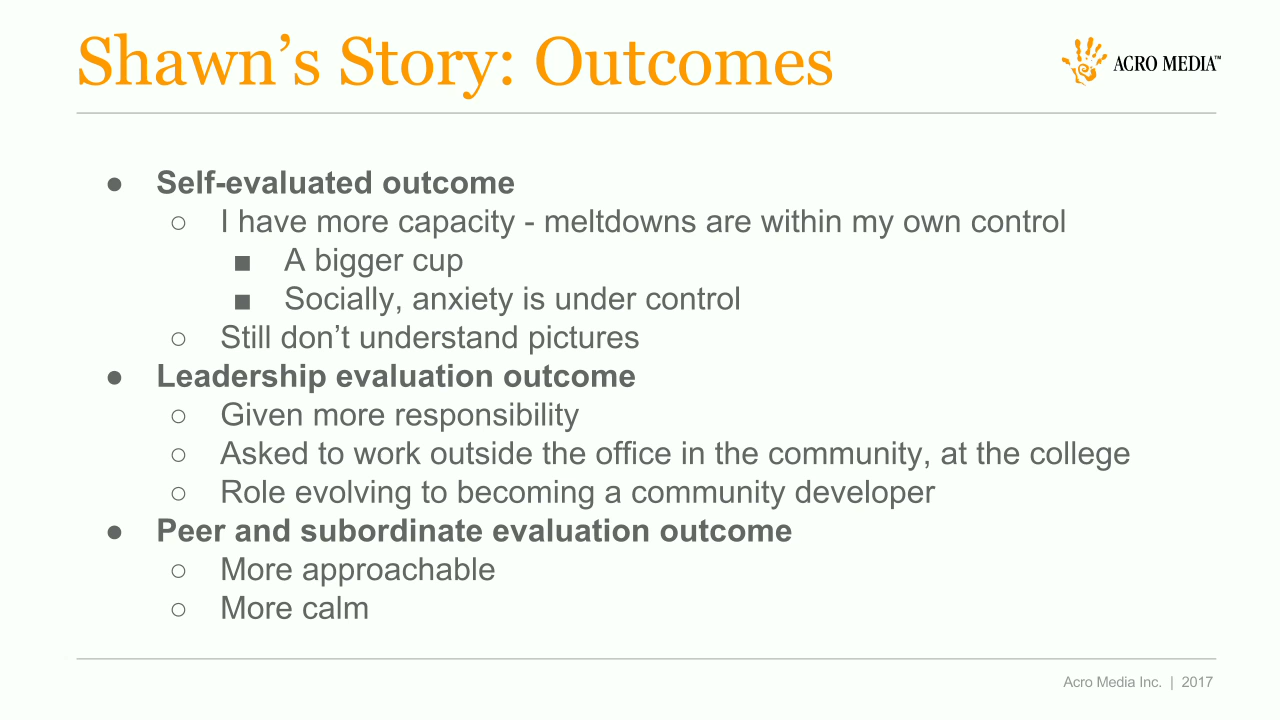 Shawn’s Story: Outcomes
ACRO MEDIA™
● Self-evaluated outcome
○ I have more capacity - meltdowns are within my own control
■ A bigger cup
■ Socially, anxiety is under control
○ Still don’t understand pictures
● Leadership evaluation outcome
○ Given more responsibility
○ Asked to work outside the office in the community, at the college
○ Role evolving to becoming a community developer
● Peer and subordinate evaluation outcome
○ More approachable
○ More calm
Acro Media Inc. | 2017